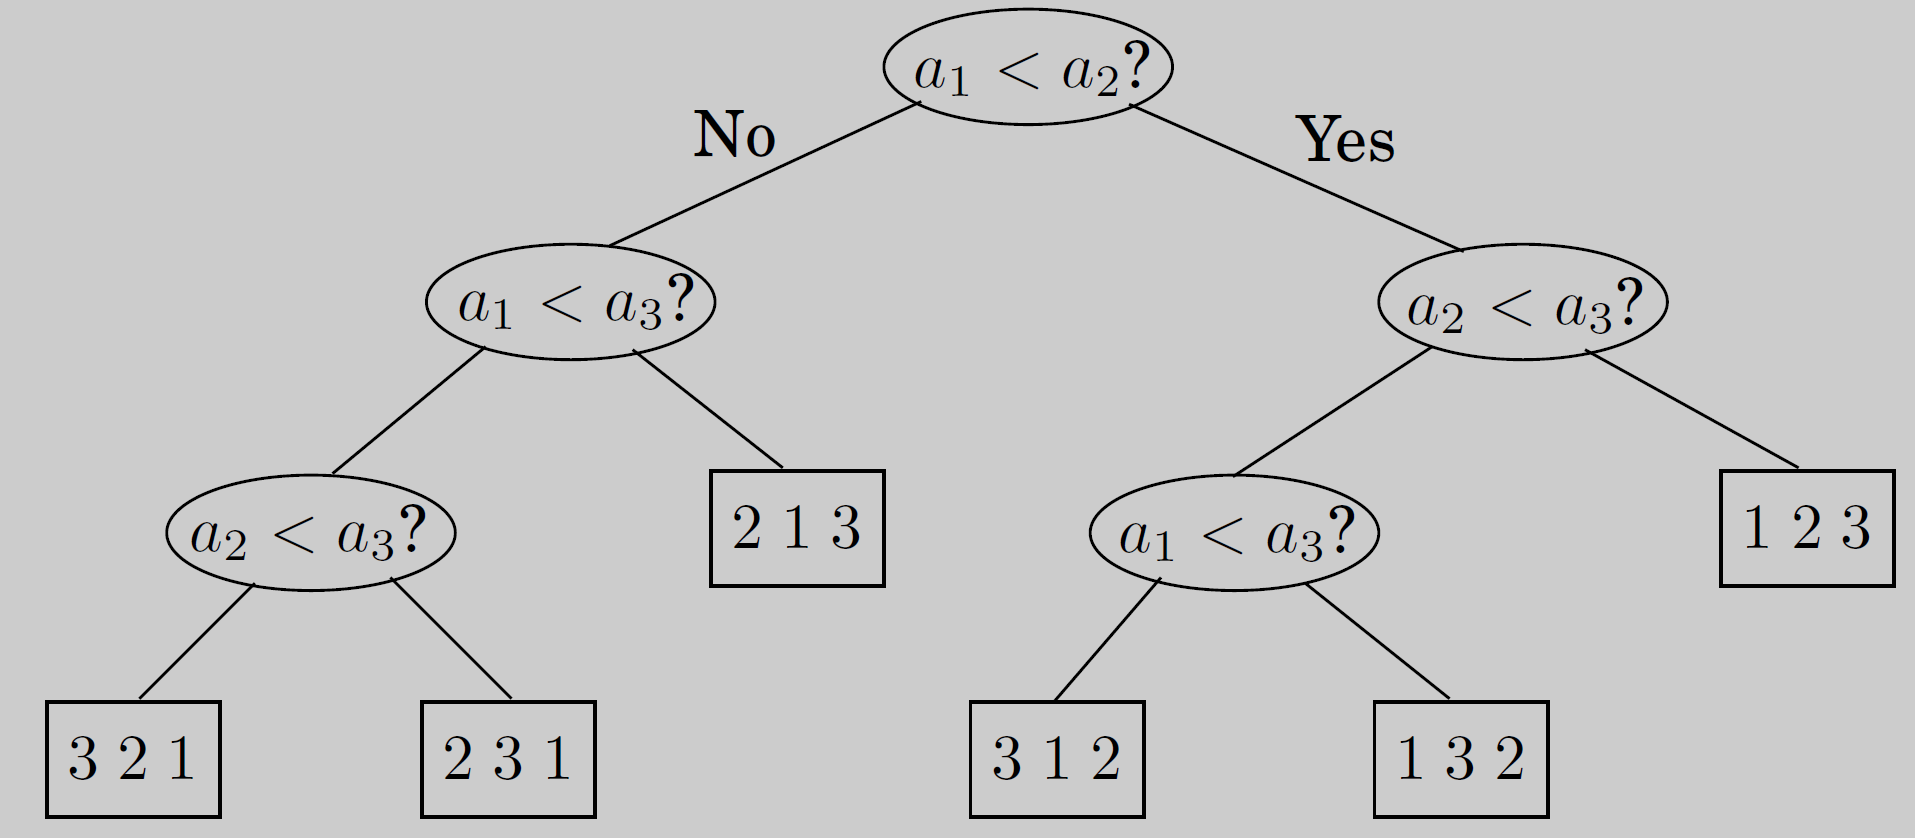 a₁ < a₂?
No
Yes
a₁ < a₃?
a₂ < a₃?
a₂ < a₃?
2 1 3
a₁ < a₃?
1 2 3
3 2 1
2 3 1
3 1 2
1 3 2